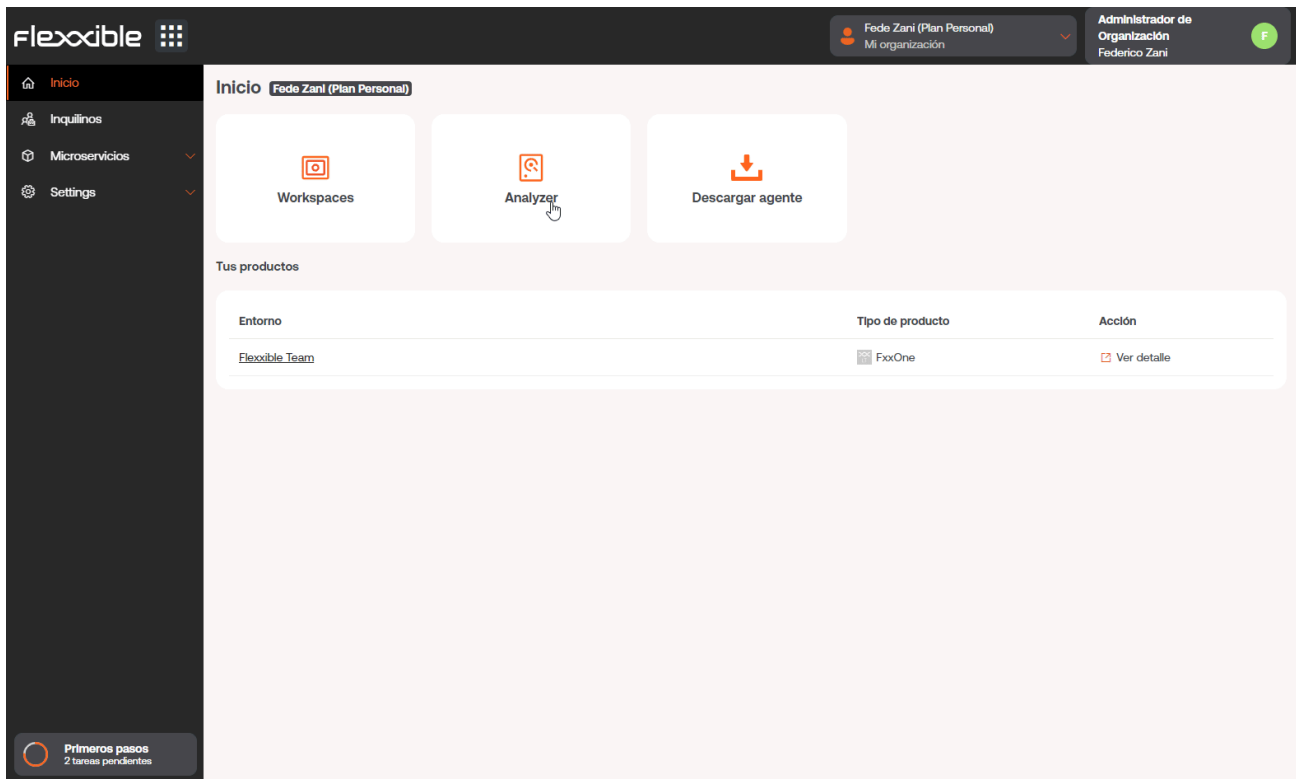 Flexxible
Fede Zani (Plan Personal)
Mi organización
Administrador de
Organización
Federico Zani
F
Inicio
Inquilinos
Microservicios
Settings
Inicio Fede Zani (Plan Personal)
Workspaces
Analyzer
Descargar agente
Tus productos
Entorno Tipo de producto Acción
Flexxible Team FxxOne Ver detalle
Primeros pasos
2 tareas pendientes